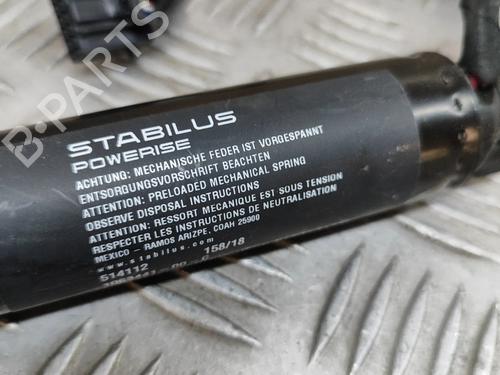 STABILUS
POWERISE
ACHTUNG: MECHANISCHE FEDER IST VORGESPANNT
ENTSORGUNGSVORSCHRIFT BEACHTEN
ATTENTION: PRELOADED MECHANICAL SPRING
OBSERVE DISPOSAL INSTRUCTIONS
ATTENTION: RESSORT MECANIQUE EST SOUS TENSION
RESPECTER LES INSTRUCTIONS DE NEUTRALISATION
MEXICO - RAMOS ARIZPE, COAH 25900
www.stabilus.com
514112 158/18
B-PARTS